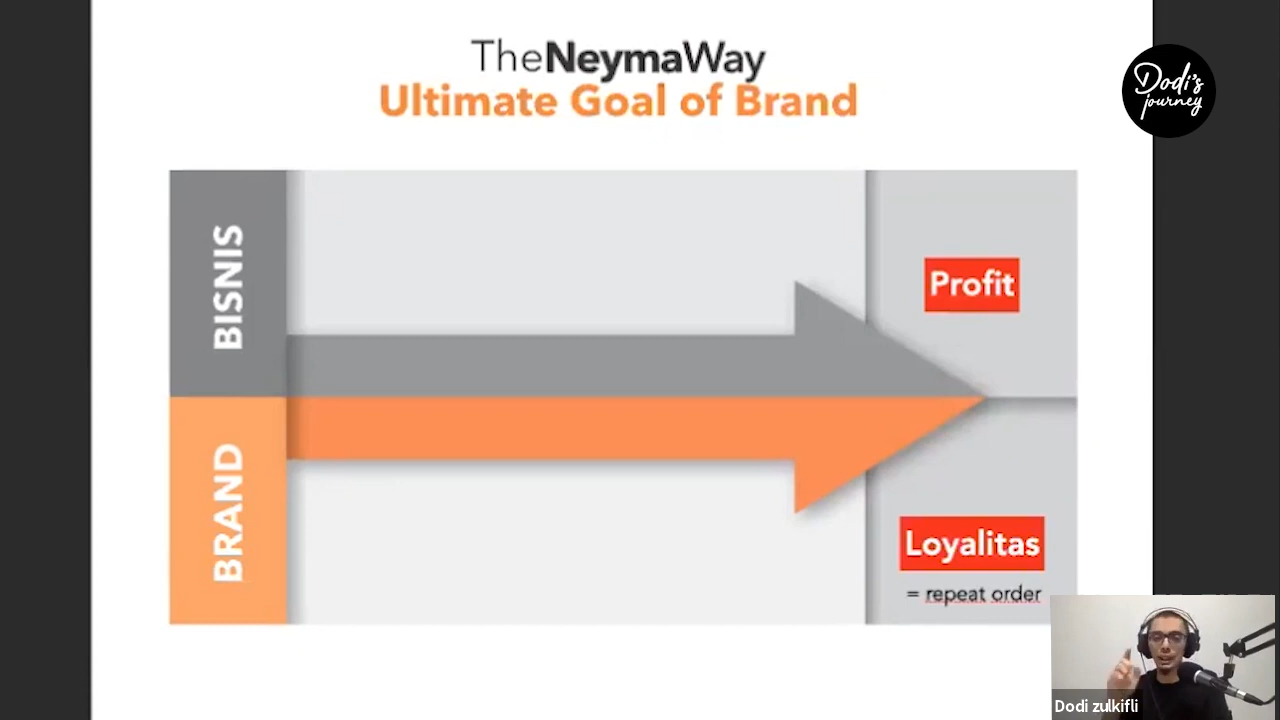 TheNeymaWay
Ultimate Goal of Brand
Dodi's
journey
BISNIS
Profit
BRAND
Loyalitas
= repeat order
Dodi zulkifli